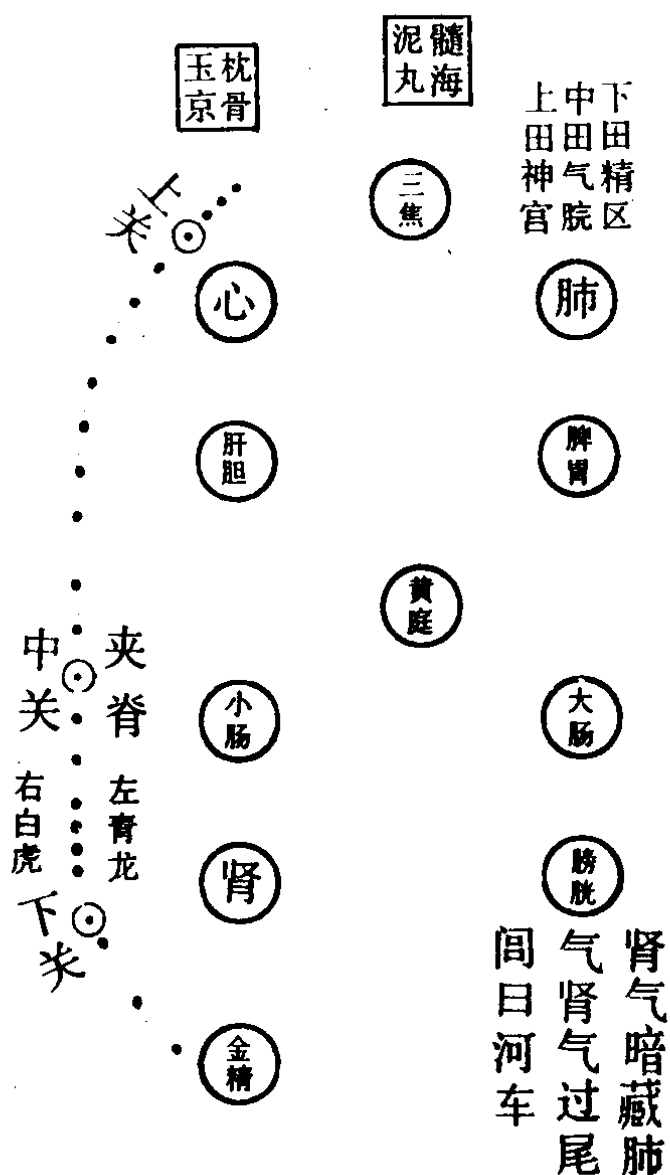 髓海
泥丸
枕骨
玉京
下田精区
中田气脘
上田神宫
三焦
上关
心
肺
肝胆
脾胃
黄庭
夹脊
中关
小肠
大肠
左青龙
右白虎
肾
膀胱
下关
金精
肾气暗藏肺
气肾气过尾
闾曰河车